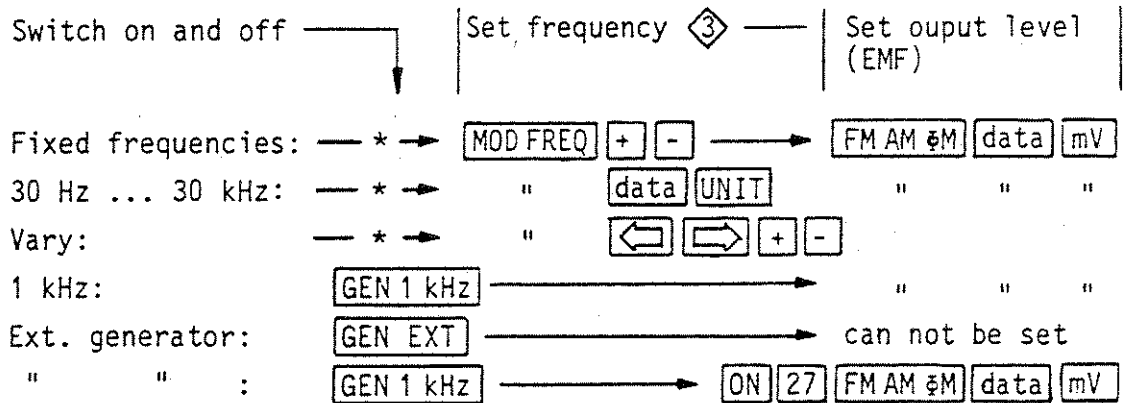 Switch on and off Set frequency 3 Set ouput level
(EMF)
Fixed frequencies: * MOD FREQ + - FM AM ΦM data mV
30 Hz ... 30 kHz: * " data UNIT " " "
Vary: * " + -
1 kHz: GEN 1 kHz " " "
Ext. generator: GEN EXT can not be set
" " : GEN 1 kHz ON 27 FM AM ΦM data mV